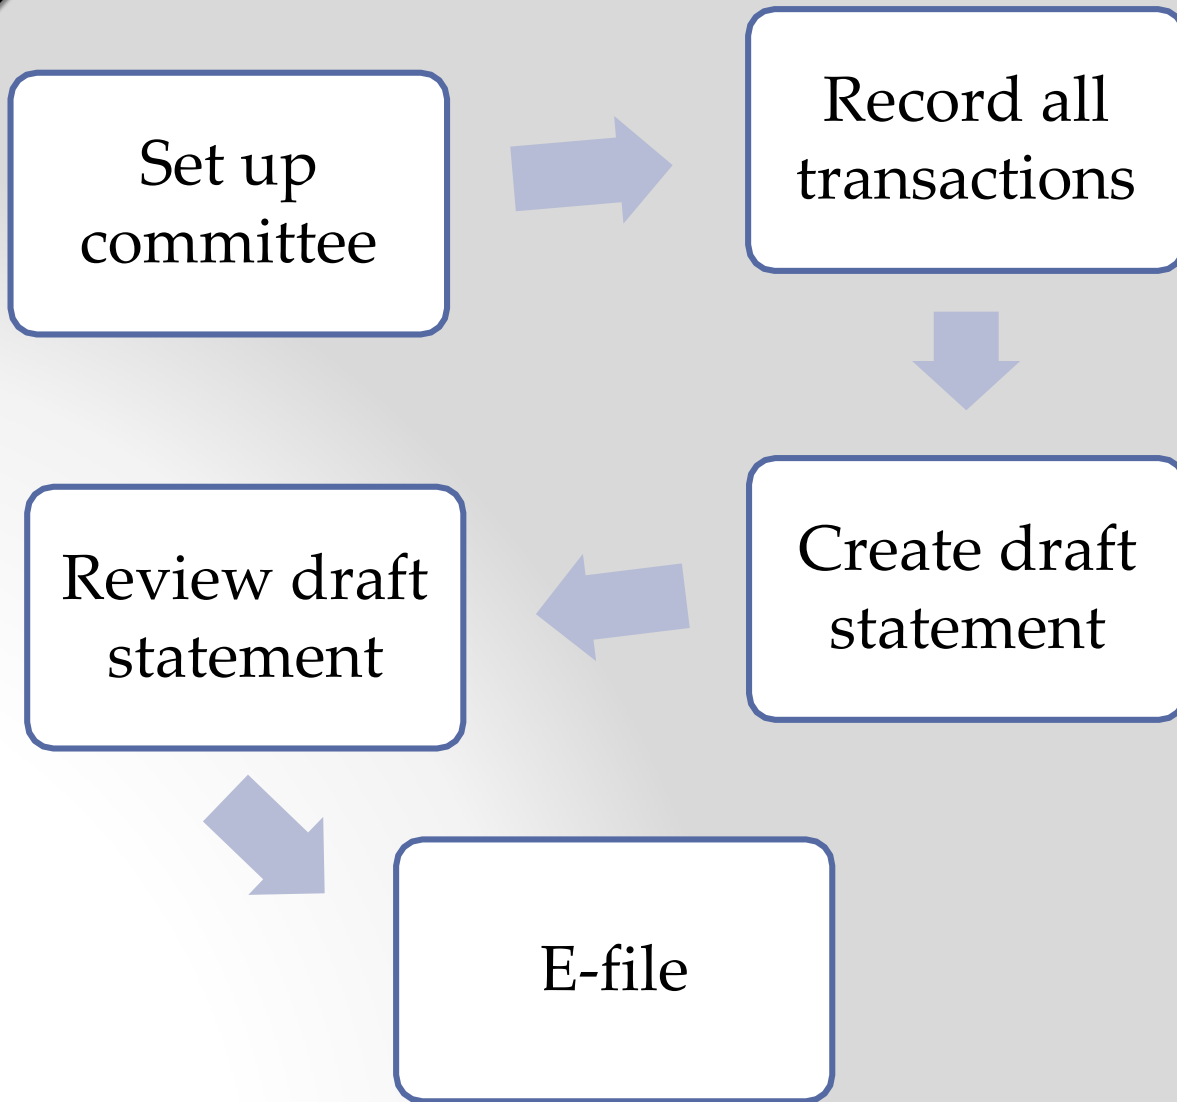 Set up
committee
Record all
transactions
Create draft
statement
Review draft
statement
E-file